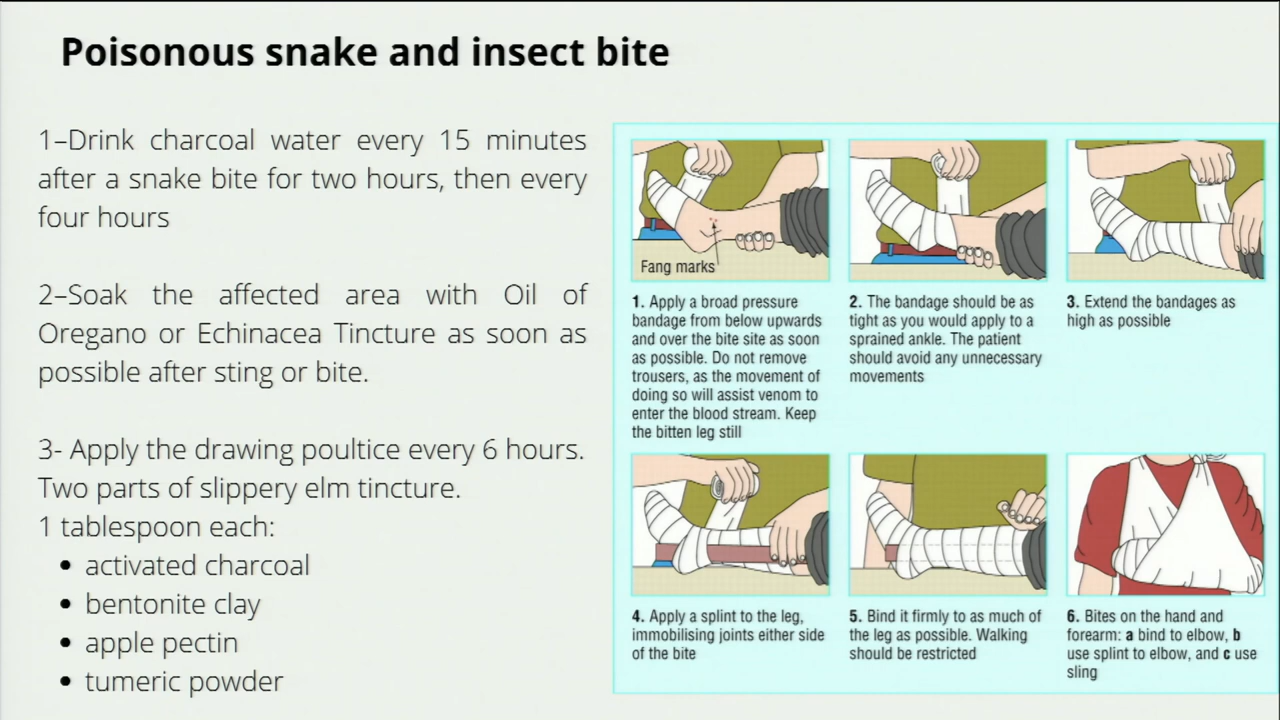 Poisonous snake and insect bite
1–Drink charcoal water every 15 minutes
after a snake bite for two hours, then every
four hours
2–Soak the affected area with Oil of
Oregano or Echinacea Tincture as soon as
possible after sting or bite.
3- Apply the drawing poultice every 6 hours.
Two parts of slippery elm tincture.
1 tablespoon each:
• activated charcoal
• bentonite clay
• apple pectin
• tumeric powder
Fang marks
1. Apply a broad pressure
bandage from below upwards
and over the bite site as soon
as possible. Do not remove
trousers, as the movement of
doing so will assist venom to
enter the blood stream. Keep
the bitten leg still
2. The bandage should be as
tight as you would apply to a
sprained ankle. The patient
should avoid any unnecessary
movements
3. Extend the bandages as
high as possible
4. Apply a splint to the leg,
immobilising joints either side
of the bite
5. Bind it firmly to as much of
the leg as possible. Walking
should be restricted
6. Bites on the hand and
forearm: a bind to elbow, b
use splint to elbow, and c use
sling